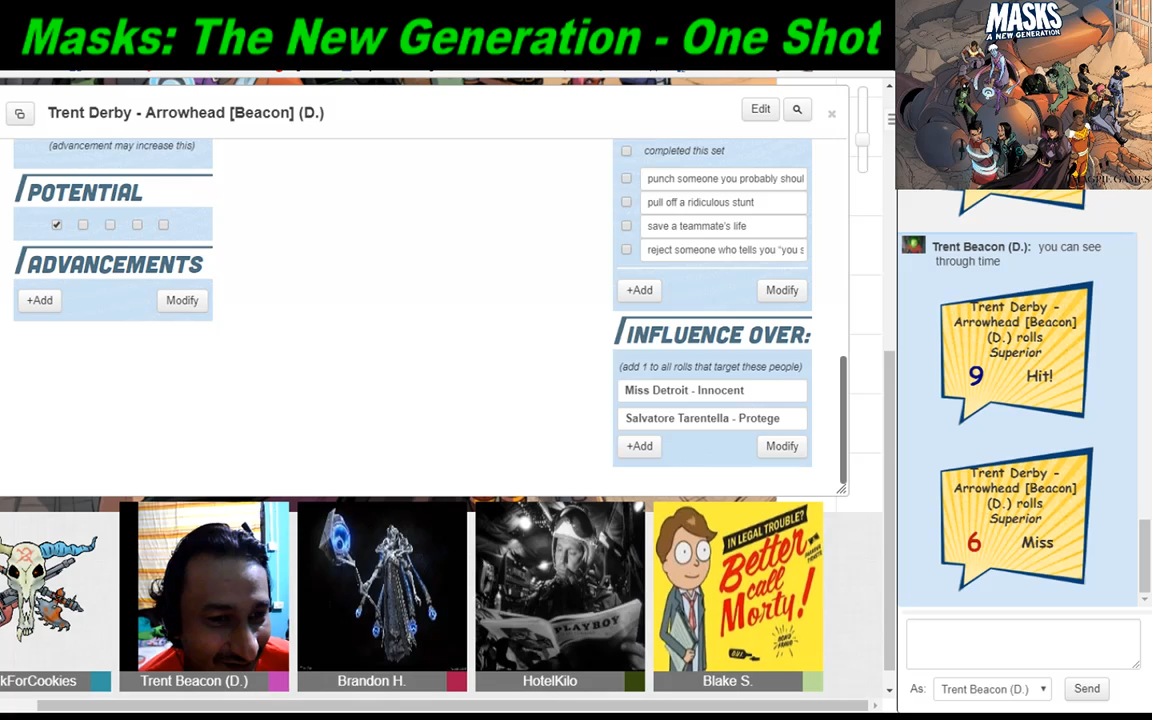 Masks: The New Generation - One Shot
MASKS
A NEW GENERATION
MAGPIE GAMES
Trent Derby - Arrowhead [Beacon] (D.)
Edit
(advancement may increase this)
POTENTIAL
ADVANCEMENTS
+Add
Modify
completed this set
punch someone you probably shoul
pull off a ridiculous stunt
save a teammate's life
reject someone who tells you "you s
+Add
Modify
INFLUENCE OVER:
(add 1 to all rolls that target these people)
Miss Detroit - Innocent
Salvatore Tarentella - Protege
+Add
Modify
Trent Beacon (D.): you can see
through time
Trent Derby -
Arrowhead [Beacon]
(D.) rolls
Superior
9 Hit!
Trent Derby -
Arrowhead [Beacon]
(D.) rolls
Superior
6 Miss
As: Trent Beacon (D.)
Send
PLAYBOY
IN LEGAL TROUBLE?
Better
call
Morty!
kForCookies
Trent Beacon (D.)
Brandon H.
HotelKilo
Blake S.